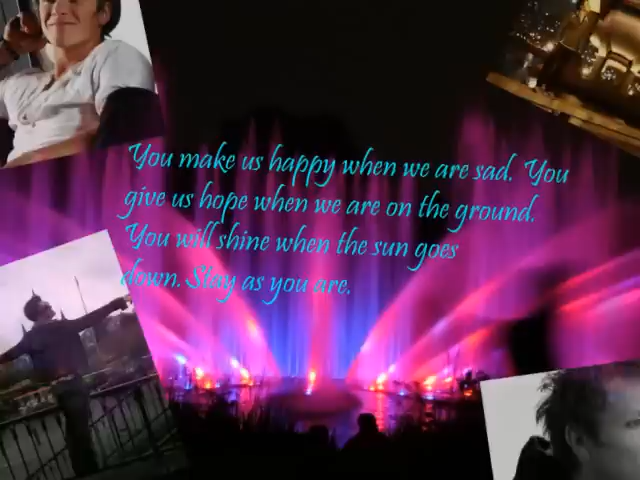 You make us happy when we are sad. You
give us hope when we are on the ground.
You will shine when the sun goes
down. Stay as you are.